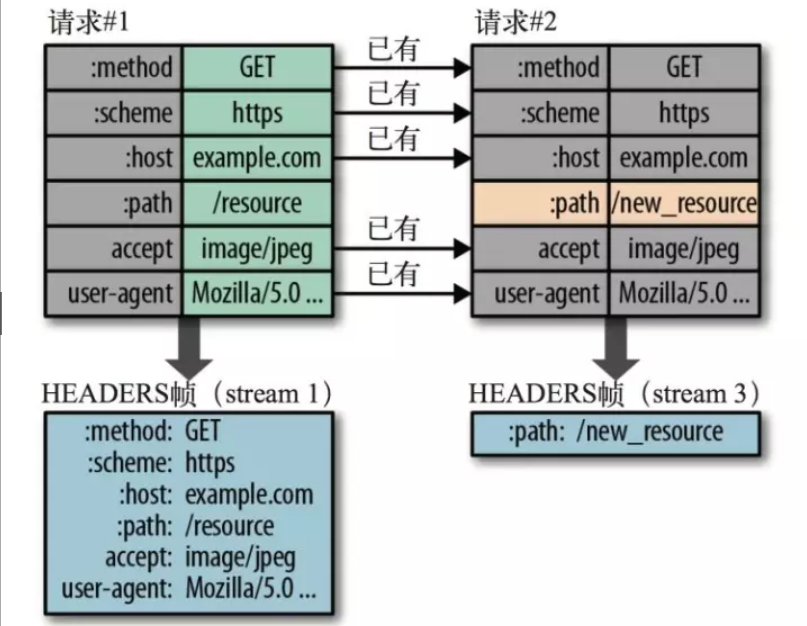 请求#1
:method GET
:scheme https
:host example.com
:path /resource
accept image/jpeg
user-agent Mozilla/5.0 ...
已有
已有
已有
已有
已有
请求#2
:method GET
:scheme https
:host example.com
:path /new_resource
accept image/jpeg
user-agent Mozilla/5.0 ...
HEADERS帧（stream 1）
:method: GET
:scheme: https
:host: example.com
:path: /resource
accept: image/jpeg
user-agent: Mozilla/5.0 ...
HEADERS帧（stream 3）
:path: /new_resource